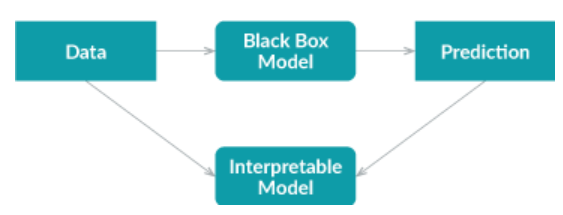 Data
Black Box
Model
Prediction
Interpretable
Model